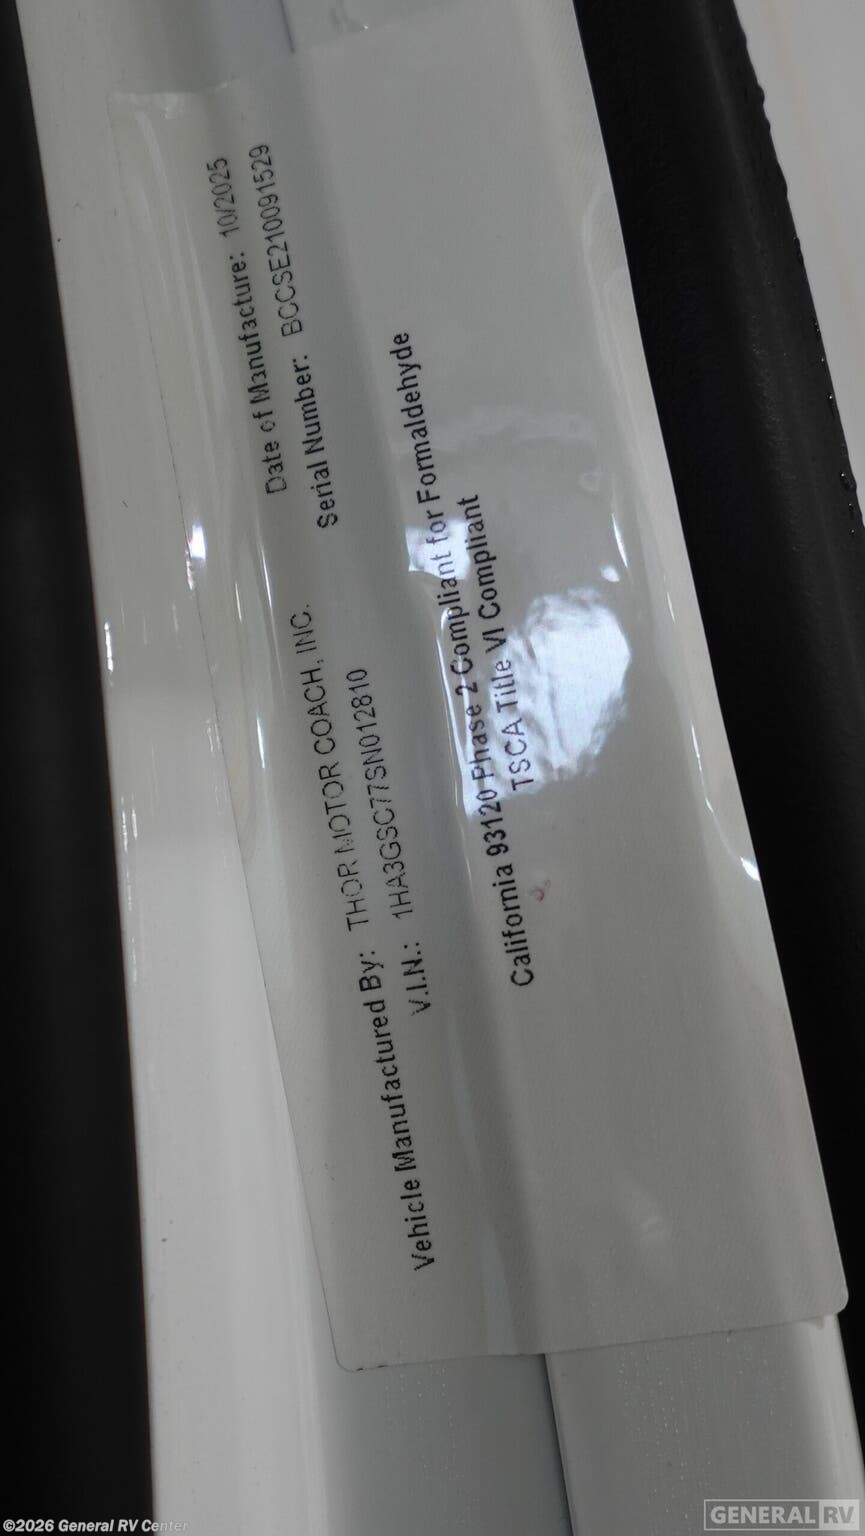 Vehicle Manufactured By: THOR MOTOR COACH, INC. Date of Manufacture: 10/2025
V.I.N.: 1HA3GSC77SN012810 Serial Number: BCCSE210091529
California 93120 Phase 2 Compliant for Formaldehyde
TSCA Title VI Compliant
©2026 General RV Center
GENERAL RV